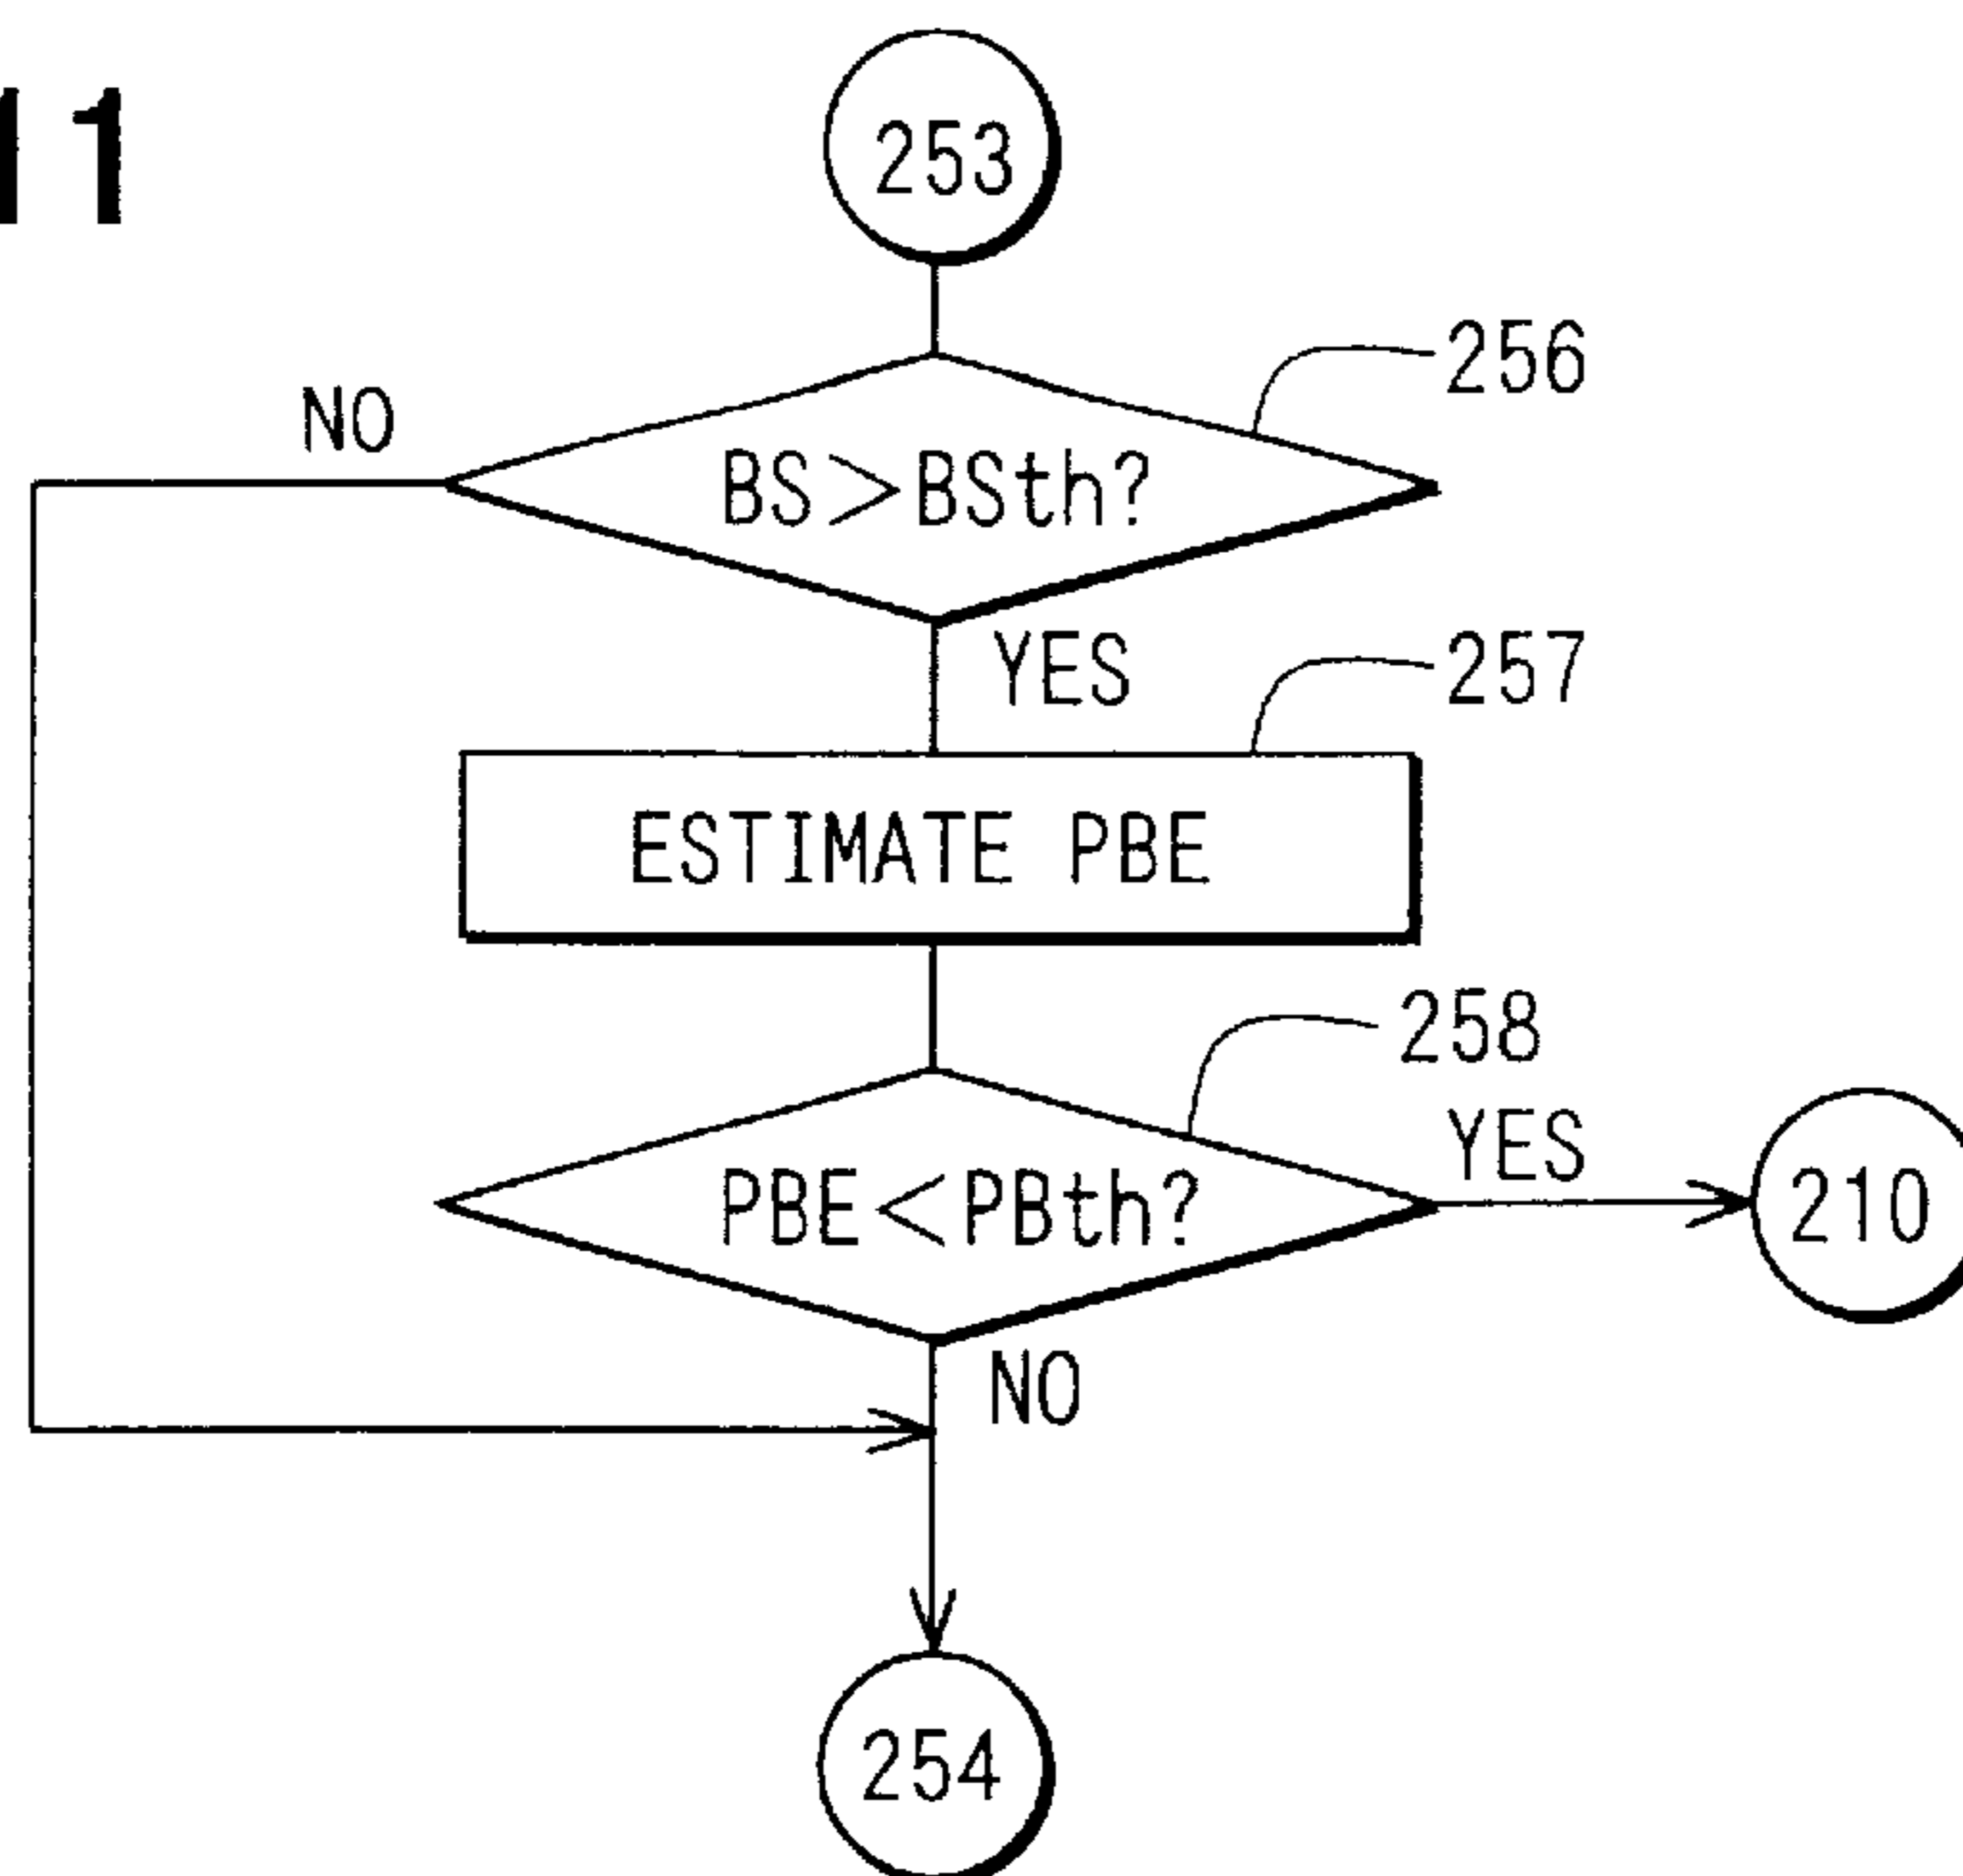 11
253
256
NO
BS>BSth?
YES
257
ESTIMATE PBE
258
YES
PBE<PBth?
210
NO
254